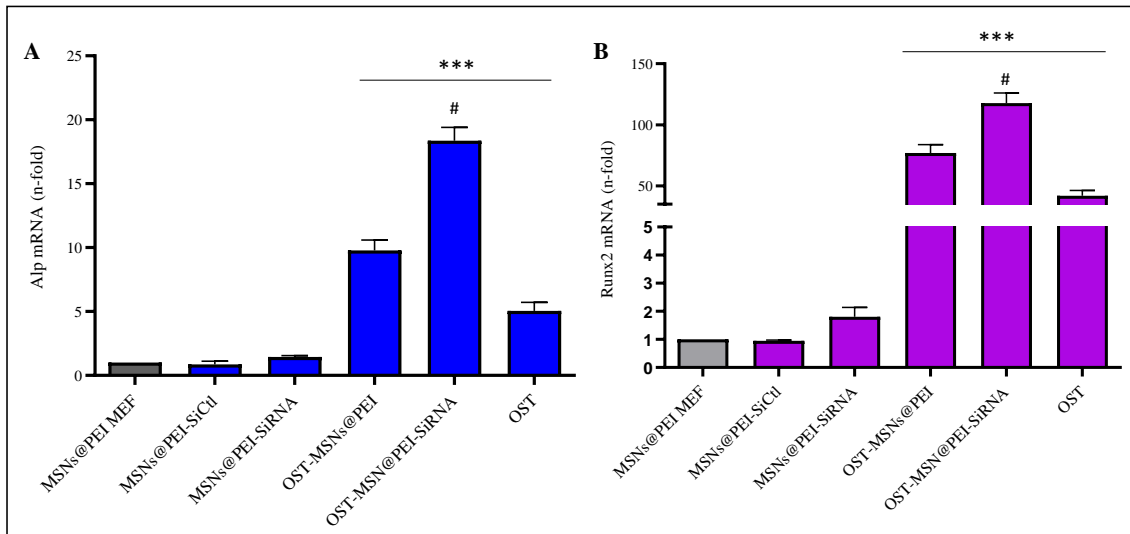 A
Alp mRNA (n-fold)
25
20
15
10
5
0
***
#
MSNs@PEI MEF
MSNs@PEI-SiCtl
MSNs@PEI-SiRNA
OST-MSNs@PEI
OST-MSN@PEI-SiRNA
OST
B
Runx2 mRNA (n-fold)
150
100
50
5
4
3
2
1
0
***
#
MSNs@PEI MEF
MSNs@PEI-SiCtl
MSNs@PEI-SiRNA
OST-MSNs@PEI
OST-MSN@PEI-SiRNA
OST